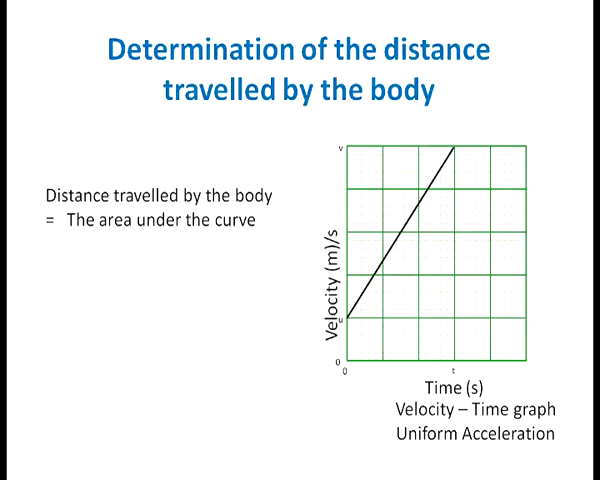 Determination of the distance
travelled by the body
Distance travelled by the body
= The area under the curve
v
Velocity (m)/s
u
0
0
t
Time (s)
Velocity – Time graph
Uniform Acceleration